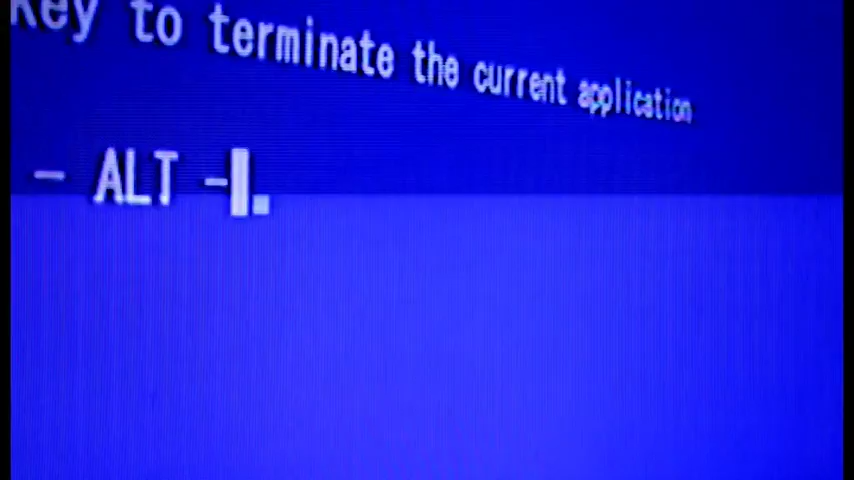 Key to terminate the current application
- ALT -